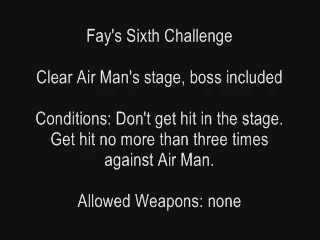 Fay's Sixth Challenge
Clear Air Man's stage, boss included
Conditions: Don't get hit in the stage.
Get hit no more than three times
against Air Man.
Allowed Weapons: none